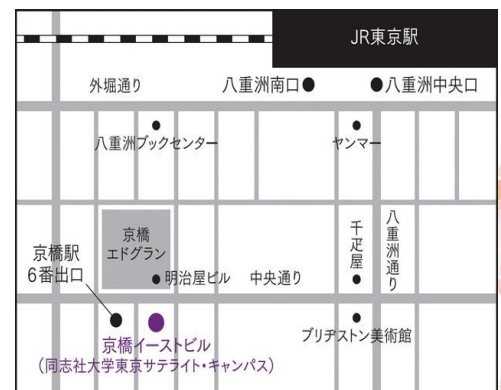 JR東京駅
外堀通り
八重洲南口
八重洲中央口
八重洲ブックセンター
ヤンマー
京橋
エドグラン
京橋駅
6番出口
明治屋ビル
中央通り
千疋屋
八重洲通り
京橋イーストビル
(同志社大学東京サテライト・キャンパス)
ブリヂストン美術館